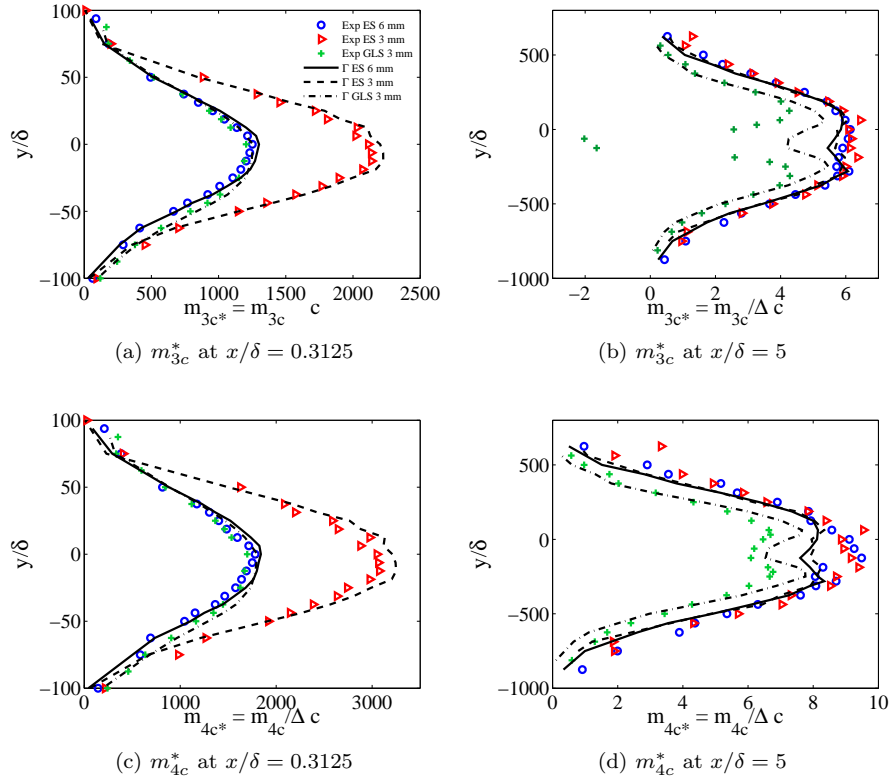 100
50
0
−50
−100
y/δ
0 500 1000 1500 2000 2500
m3c* = m3c c
Exp ES 6 mm
Exp ES 3 mm
Exp GLS 3 mm
Γ ES 6 mm
Γ ES 3 mm
Γ GLS 3 mm
(a) m*3c at x/δ = 0.3125
500
0
−500
−1000
y/δ
−2 0 2 4 6
m3c* = m3c/Δ c
(b) m*3c at x/δ = 5
100
50
0
−50
−100
y/δ
0 1000 2000 3000
m4c* = m4c/Δ c
(c) m*4c at x/δ = 0.3125
500
0
−500
−1000
y/δ
0 2 4 6 8 10
m4c* = m4c/Δ c
(d) m*4c at x/δ = 5